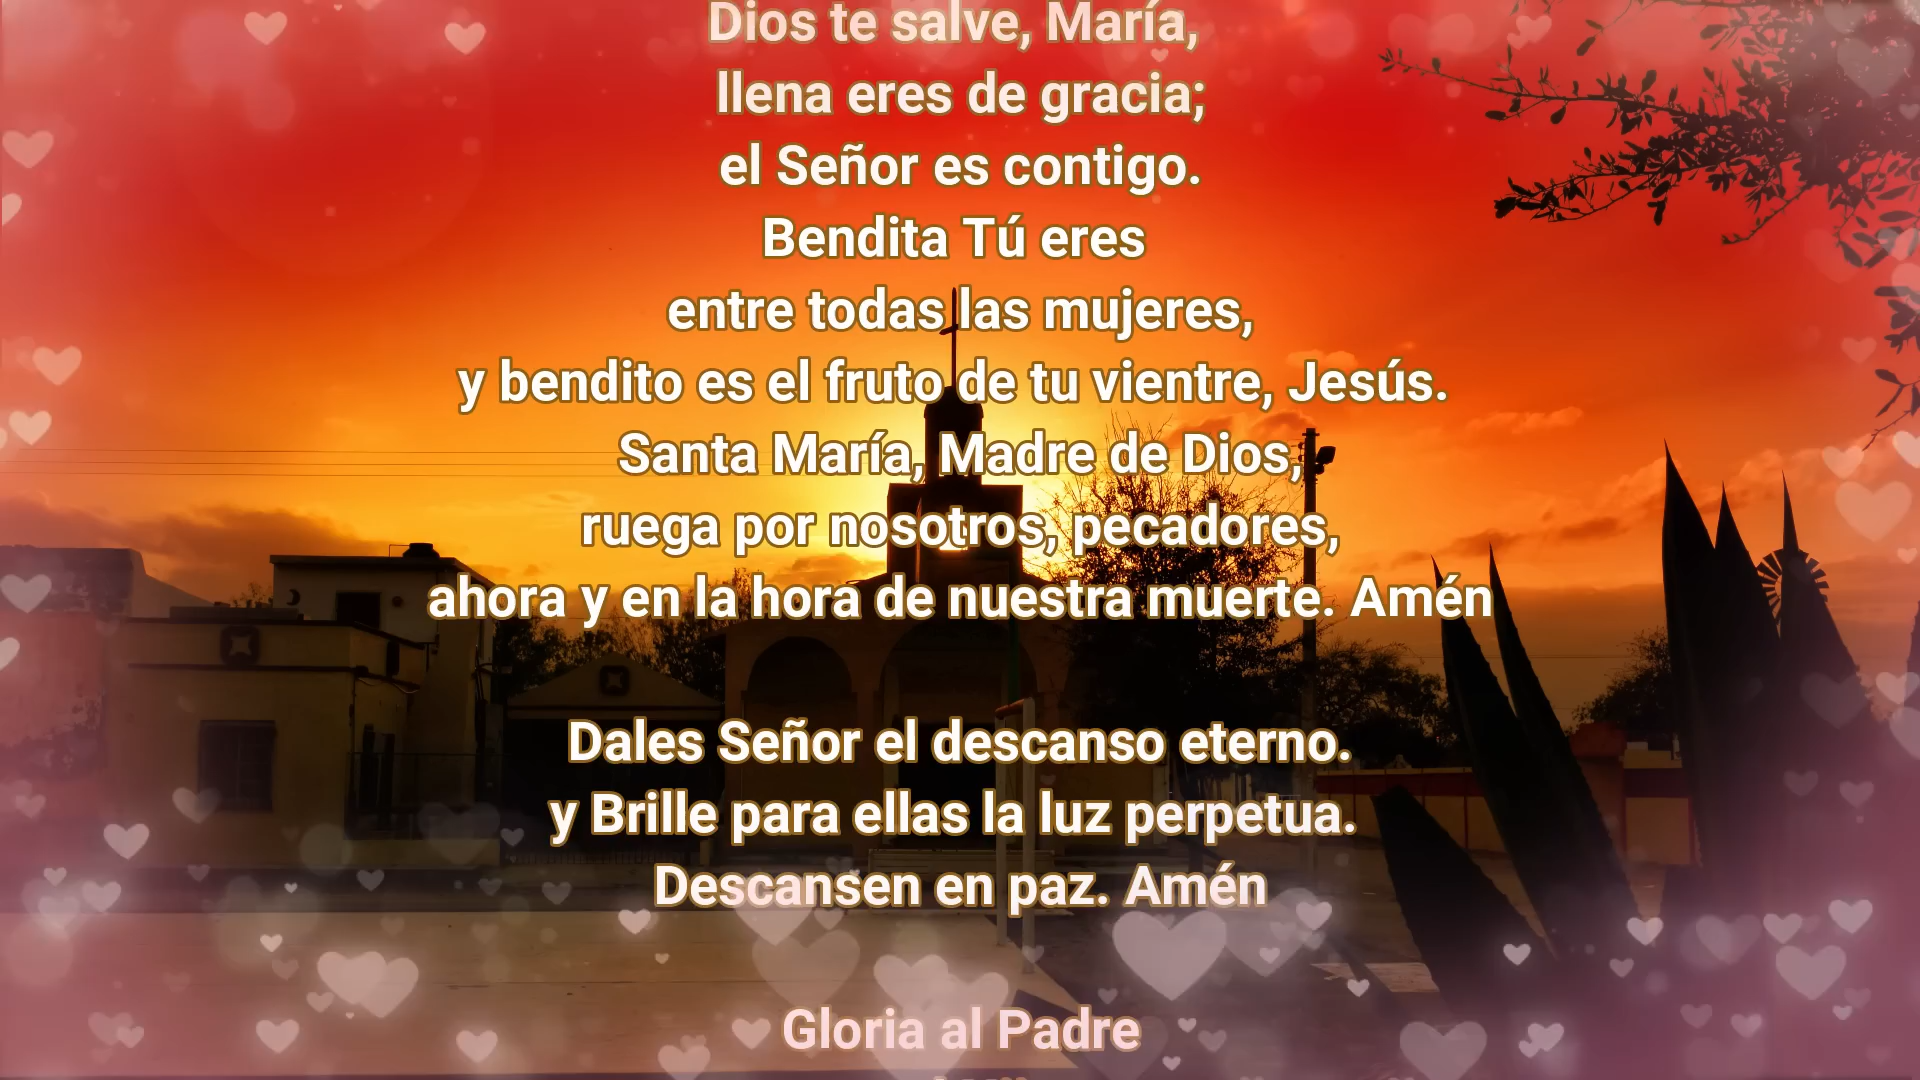 Dios te salve, María,
llena eres de gracia;
el Señor es contigo.
Bendita Tú eres
entre todas las mujeres,
y bendito es el fruto de tu vientre, Jesús.
Santa María, Madre de Dios,
ruega por nosotros, pecadores,
ahora y en la hora de nuestra muerte. Amén
Dales Señor el descanso eterno.
y Brille para ellas la luz perpetua.
Descansen en paz. Amén
Gloria al Padre